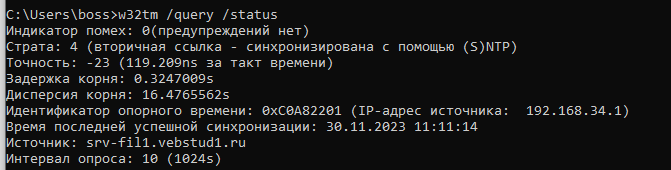 C:\Users\boss>w32tm /query /status
Индикатор помех: 0(предупреждений нет)
Страта: 4 (вторичная ссылка - синхронизирована с помощью (S)NTP)
Точность: -23 (119.209ns за такт времени)
Задержка корня: 0.3247009s
Дисперсия корня: 16.4765562s
Идентификатор опорного времени: 0xC0A82201 (IP-адрес источника:  192.168.34.1)
Время последней успешной синхронизации: 30.11.2023 11:11:14
Источник: srv-fil1.vebstud1.ru
Интервал опроса: 10 (1024s)